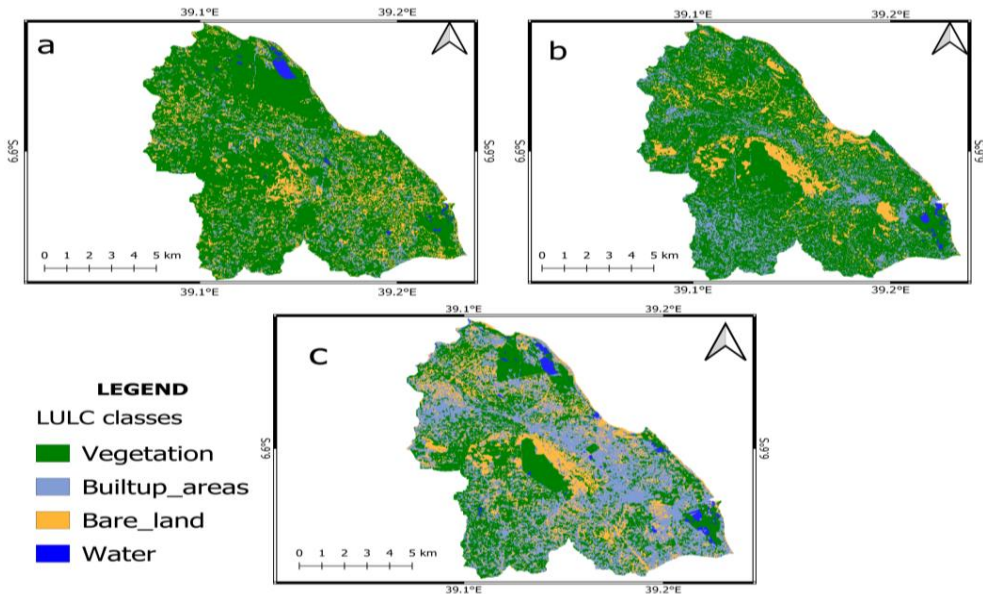 39.1°E 39.2°E
a
6.6°S 6.6°S
0 1 2 3 4 5 km
39.1°E 39.2°E
39.1°E 39.2°E
b
6.6°S 6.6°S
0 1 2 3 4 5 km
39.1°E 39.2°E
39.1°E 39.2°E
c
6.6°S 6.6°S
0 1 2 3 4 5 km
39.1°E 39.2°E
LEGEND
LULC classes
Vegetation
Builtup_areas
Bare_land
Water